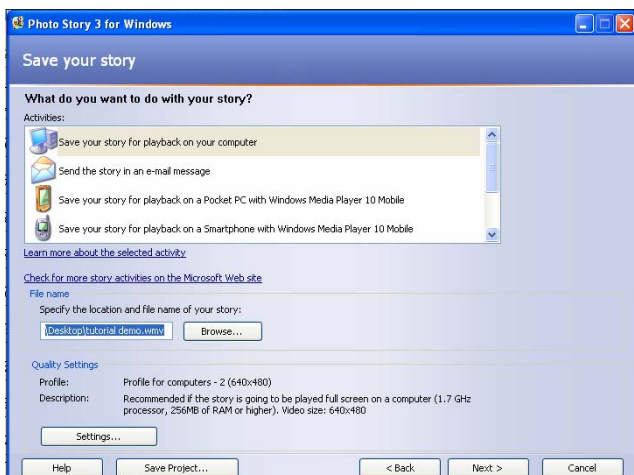 Photo Story 3 for Windows
Save your story
What do you want to do with your story?
Activities:
Save your story for playback on your computer
Send the story in an e-mail message
Save your story for playback on a Pocket PC with Windows Media Player 10 Mobile
Save your story for playback on a Smartphone with Windows Media Player 10 Mobile
Learn more about the selected activity
Check for more story activities on the Microsoft Web site
File name
Specify the location and file name of your story:
\Desktop\tutorial demo.wmv
Browse...
Quality Settings
Profile: Profile for computers - 2 (640x480)
Description: Recommended if the story is going to be played full screen on a computer (1.7 GHz
processor, 256MB of RAM or higher). Video size: 640x480
Settings...
Help Save Project... < Back Next > Cancel